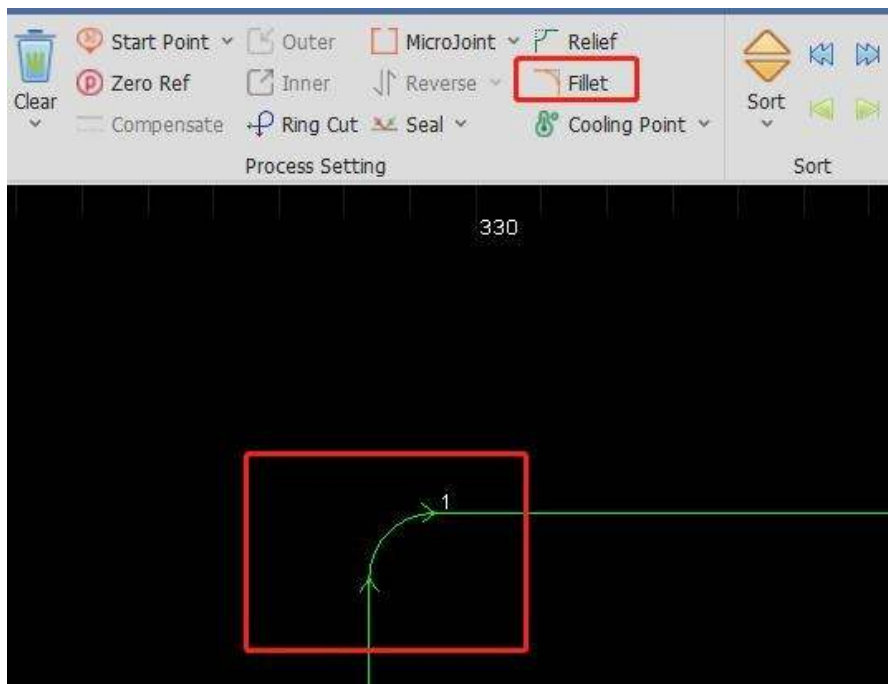 Start Point Outer MicroJoint Relief
Zero Ref Inner Reverse Fillet
Clear
Sort
Compensate Ring Cut Seal Cooling Point
Process Setting Sort
330
1